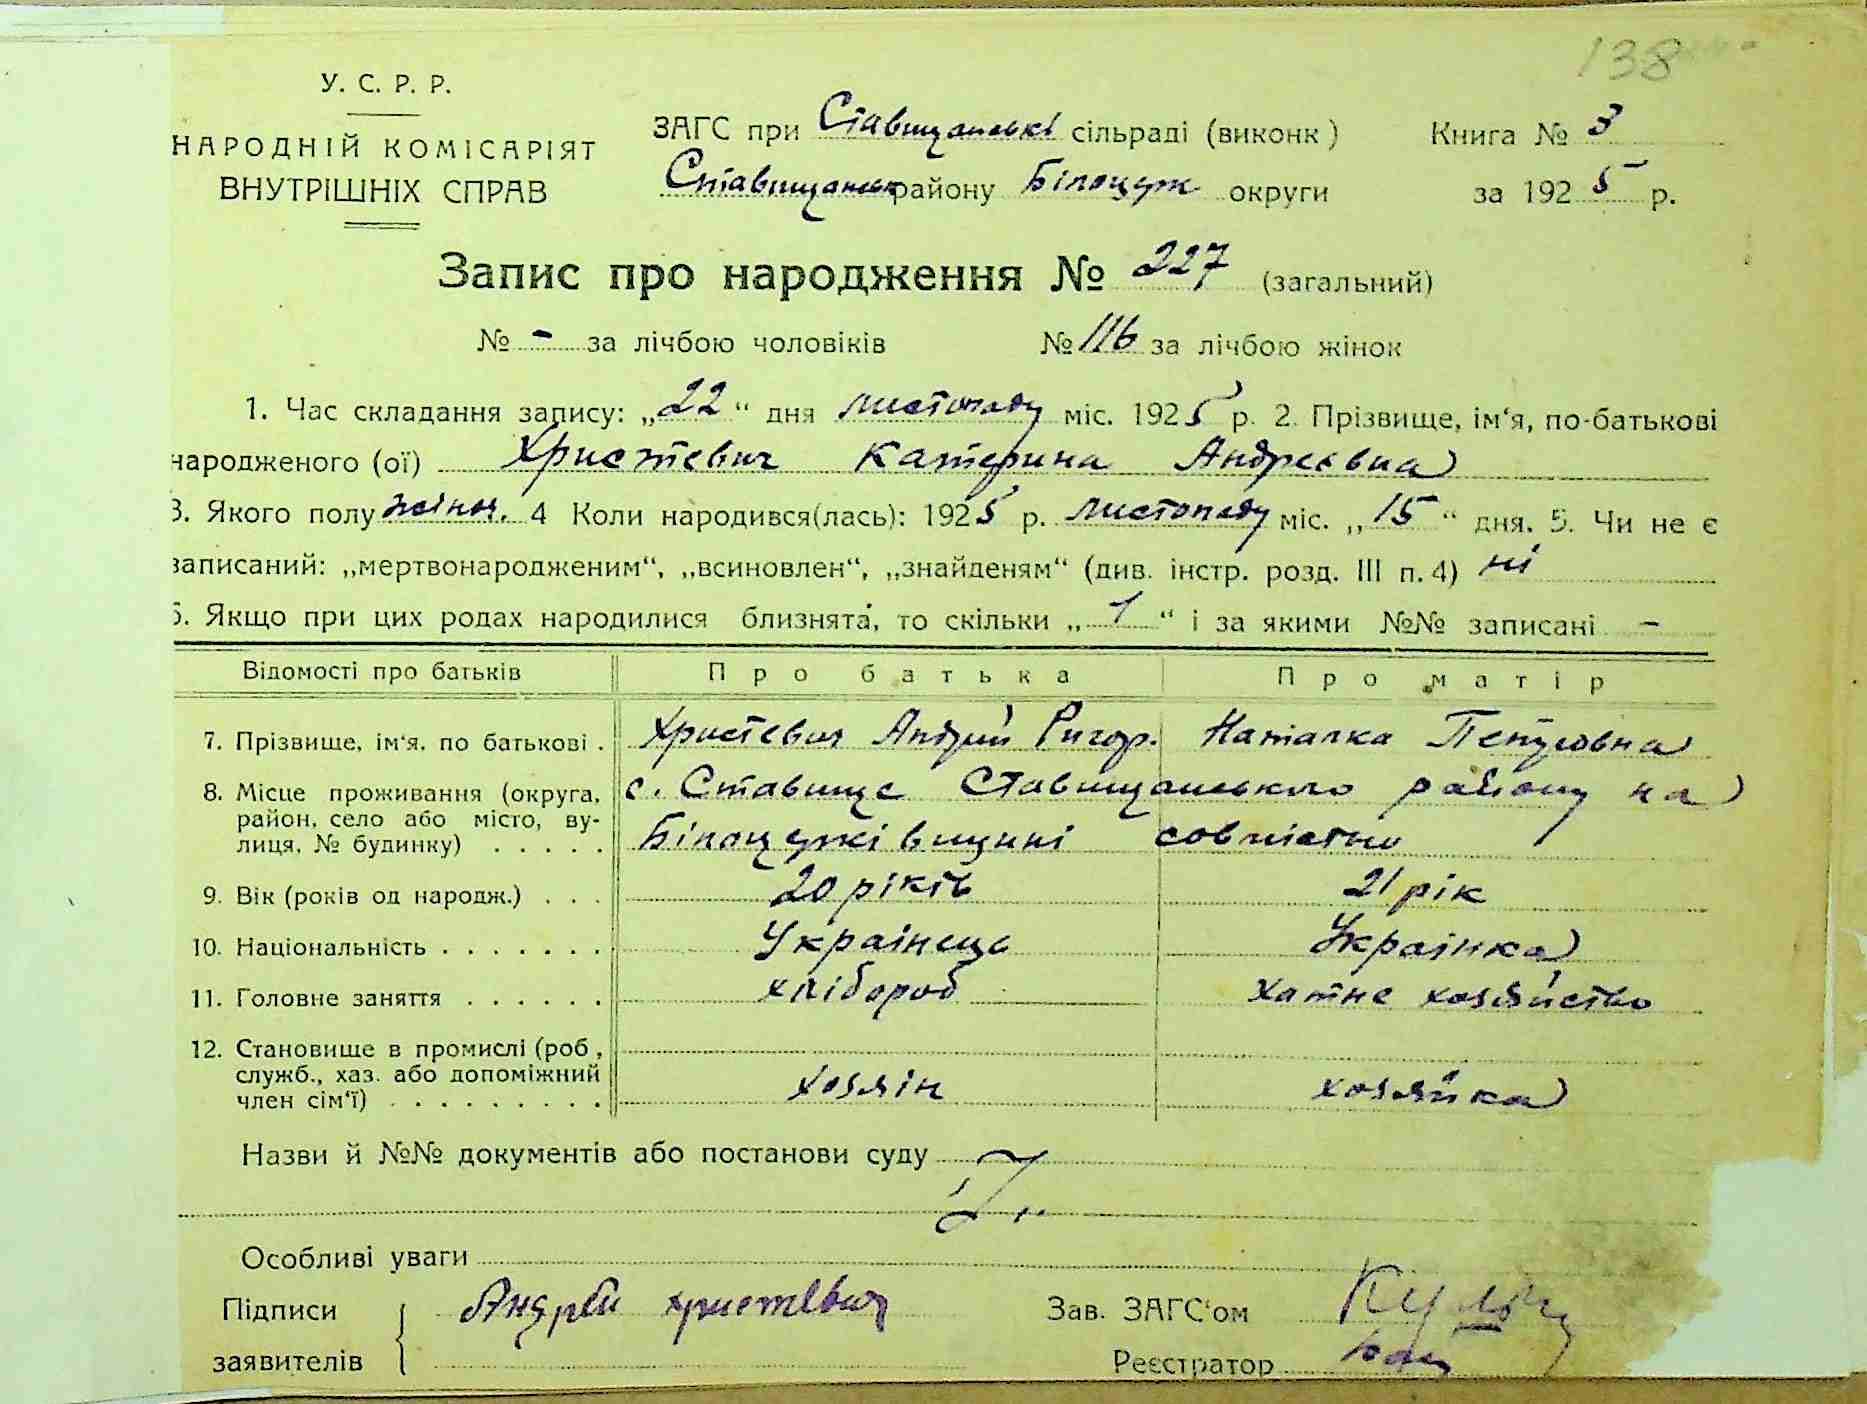 138
У. С. Р. Р.
НАРОДНІЙ КОМІСАРІЯТ
ВНУТРІШНІХ СПРАВ
ЗАГС при Ставищанські сільраді (виконк)
Ставищанськ району Білоцерк округи
Книга № 3
за 1925 р.
Запис про народження № 227 (загальний)
№ - за лічбою чоловіків № 116 за лічбою жінок
1. Час складання запису: „22“ дня листопаду міс. 1925 р. 2. Прізвище, ім‘я, по-батькові
народженого (ої) Христевич Катерина Андреєвна
3. Якого полу жіноч. 4 Коли народився(лась): 1925 р. листопаду міс. „15“ дня. 5. Чи не є
записаний: „мертвонародженим“, „всиновлен“, „знайденям“ (див. інстр. розд. III п. 4) ні
6. Якщо при цих родах народилися близнята, то скільки „1“ і за якими №№ записані -
Відомості про батьків Про батька Про матір
7. Прізвище, ім‘я, по батькові . Христевич Андрій Ригор. Наталка Петровна
8. Місце проживання (округа, с. Ставище Ставищанського району на
район, село або місто, ву-
лиця, № будинку) . . . . . Білоцерківщині совмістно
9. Вік (років од народж.) . . . 20 років 21 рік
10. Національність . . . . . . . Українець Українка
11. Головне заняття . . . . . . хлібороб хатнє хозяйство
12. Становище в промислі (роб.,
служб., хаз. або допоміжний хозяін хозяйка
член сім‘ї) . . . . . . . . .
Назви й №№ документів або постанови суду
Особливі уваги
Підписи Андрей христевич Зав. ЗАГС‘ом
заявителів Реєстратор